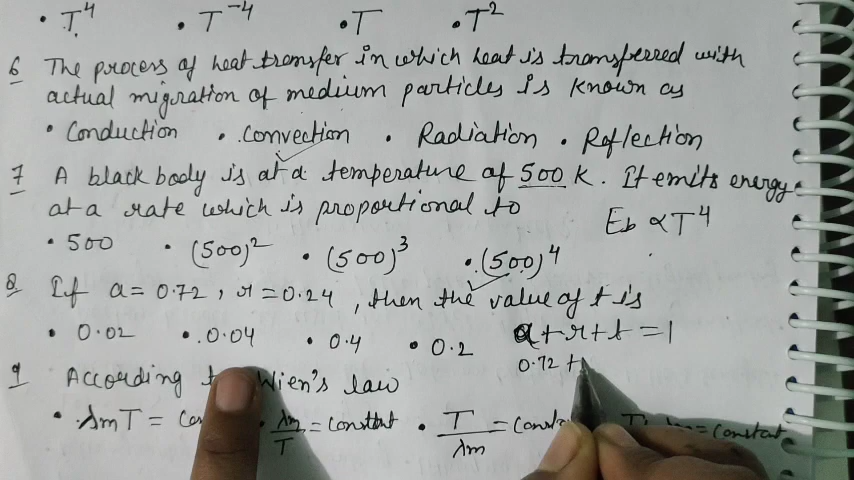 • T⁴ • T⁻⁴ • T • T²
6 The process of heat transfer in which heat is transferred with
actual migration of medium particles is known as
• Conduction • Convection • Radiation • Reflection
7 A black body is at a temperature of 500 K. It emits energy
at a rate which is proportional to
Eb ∝ T⁴
• 500 • (500)² • (500)³ • (500)⁴
8 If a = 0.72, r = 0.24, then the value of t is
• 0.02 • 0.04 • 0.4 • 0.2
a + r + t = 1
0.72 +
9 According Wien's law
• λmT = • λm/T = constant • T/λm = = constant